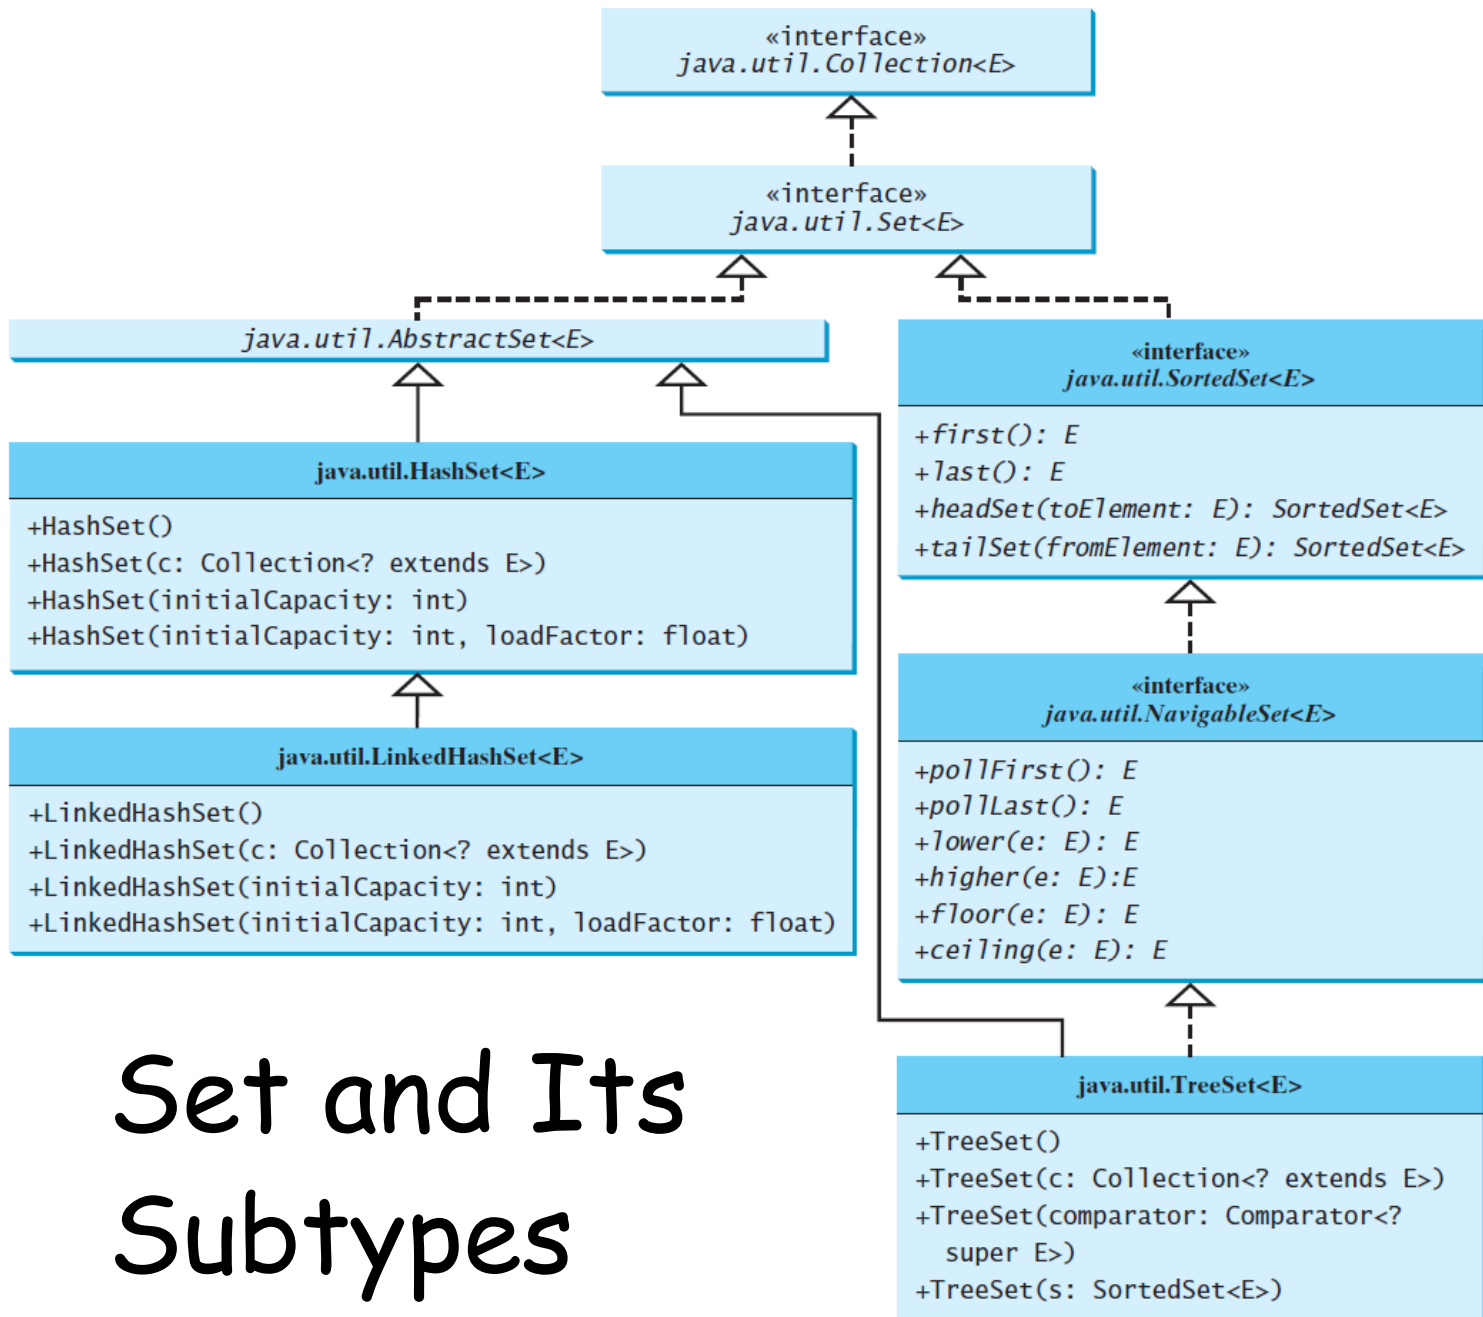 «interface»
java.util.Collection<E>
«interface»
java.util.Set<E>
java.util.AbstractSet<E>
java.util.HashSet<E>
+HashSet()
+HashSet(c: Collection<? extends E>)
+HashSet(initialCapacity: int)
+HashSet(initialCapacity: int, loadFactor: float)
java.util.LinkedHashSet<E>
+LinkedHashSet()
+LinkedHashSet(c: Collection<? extends E>)
+LinkedHashSet(initialCapacity: int)
+LinkedHashSet(initialCapacity: int, loadFactor: float)
«interface»
java.util.SortedSet<E>
+first(): E
+last(): E
+headSet(toElement: E): SortedSet<E>
+tailSet(fromElement: E): SortedSet<E>
«interface»
java.util.NavigableSet<E>
+pollFirst(): E
+pollLast(): E
+lower(e: E): E
+higher(e: E):E
+floor(e: E): E
+ceiling(e: E): E
java.util.TreeSet<E>
+TreeSet()
+TreeSet(c: Collection<? extends E>)
+TreeSet(comparator: Comparator<?
super E>)
+TreeSet(s: SortedSet<E>)
Set and Its
Subtypes